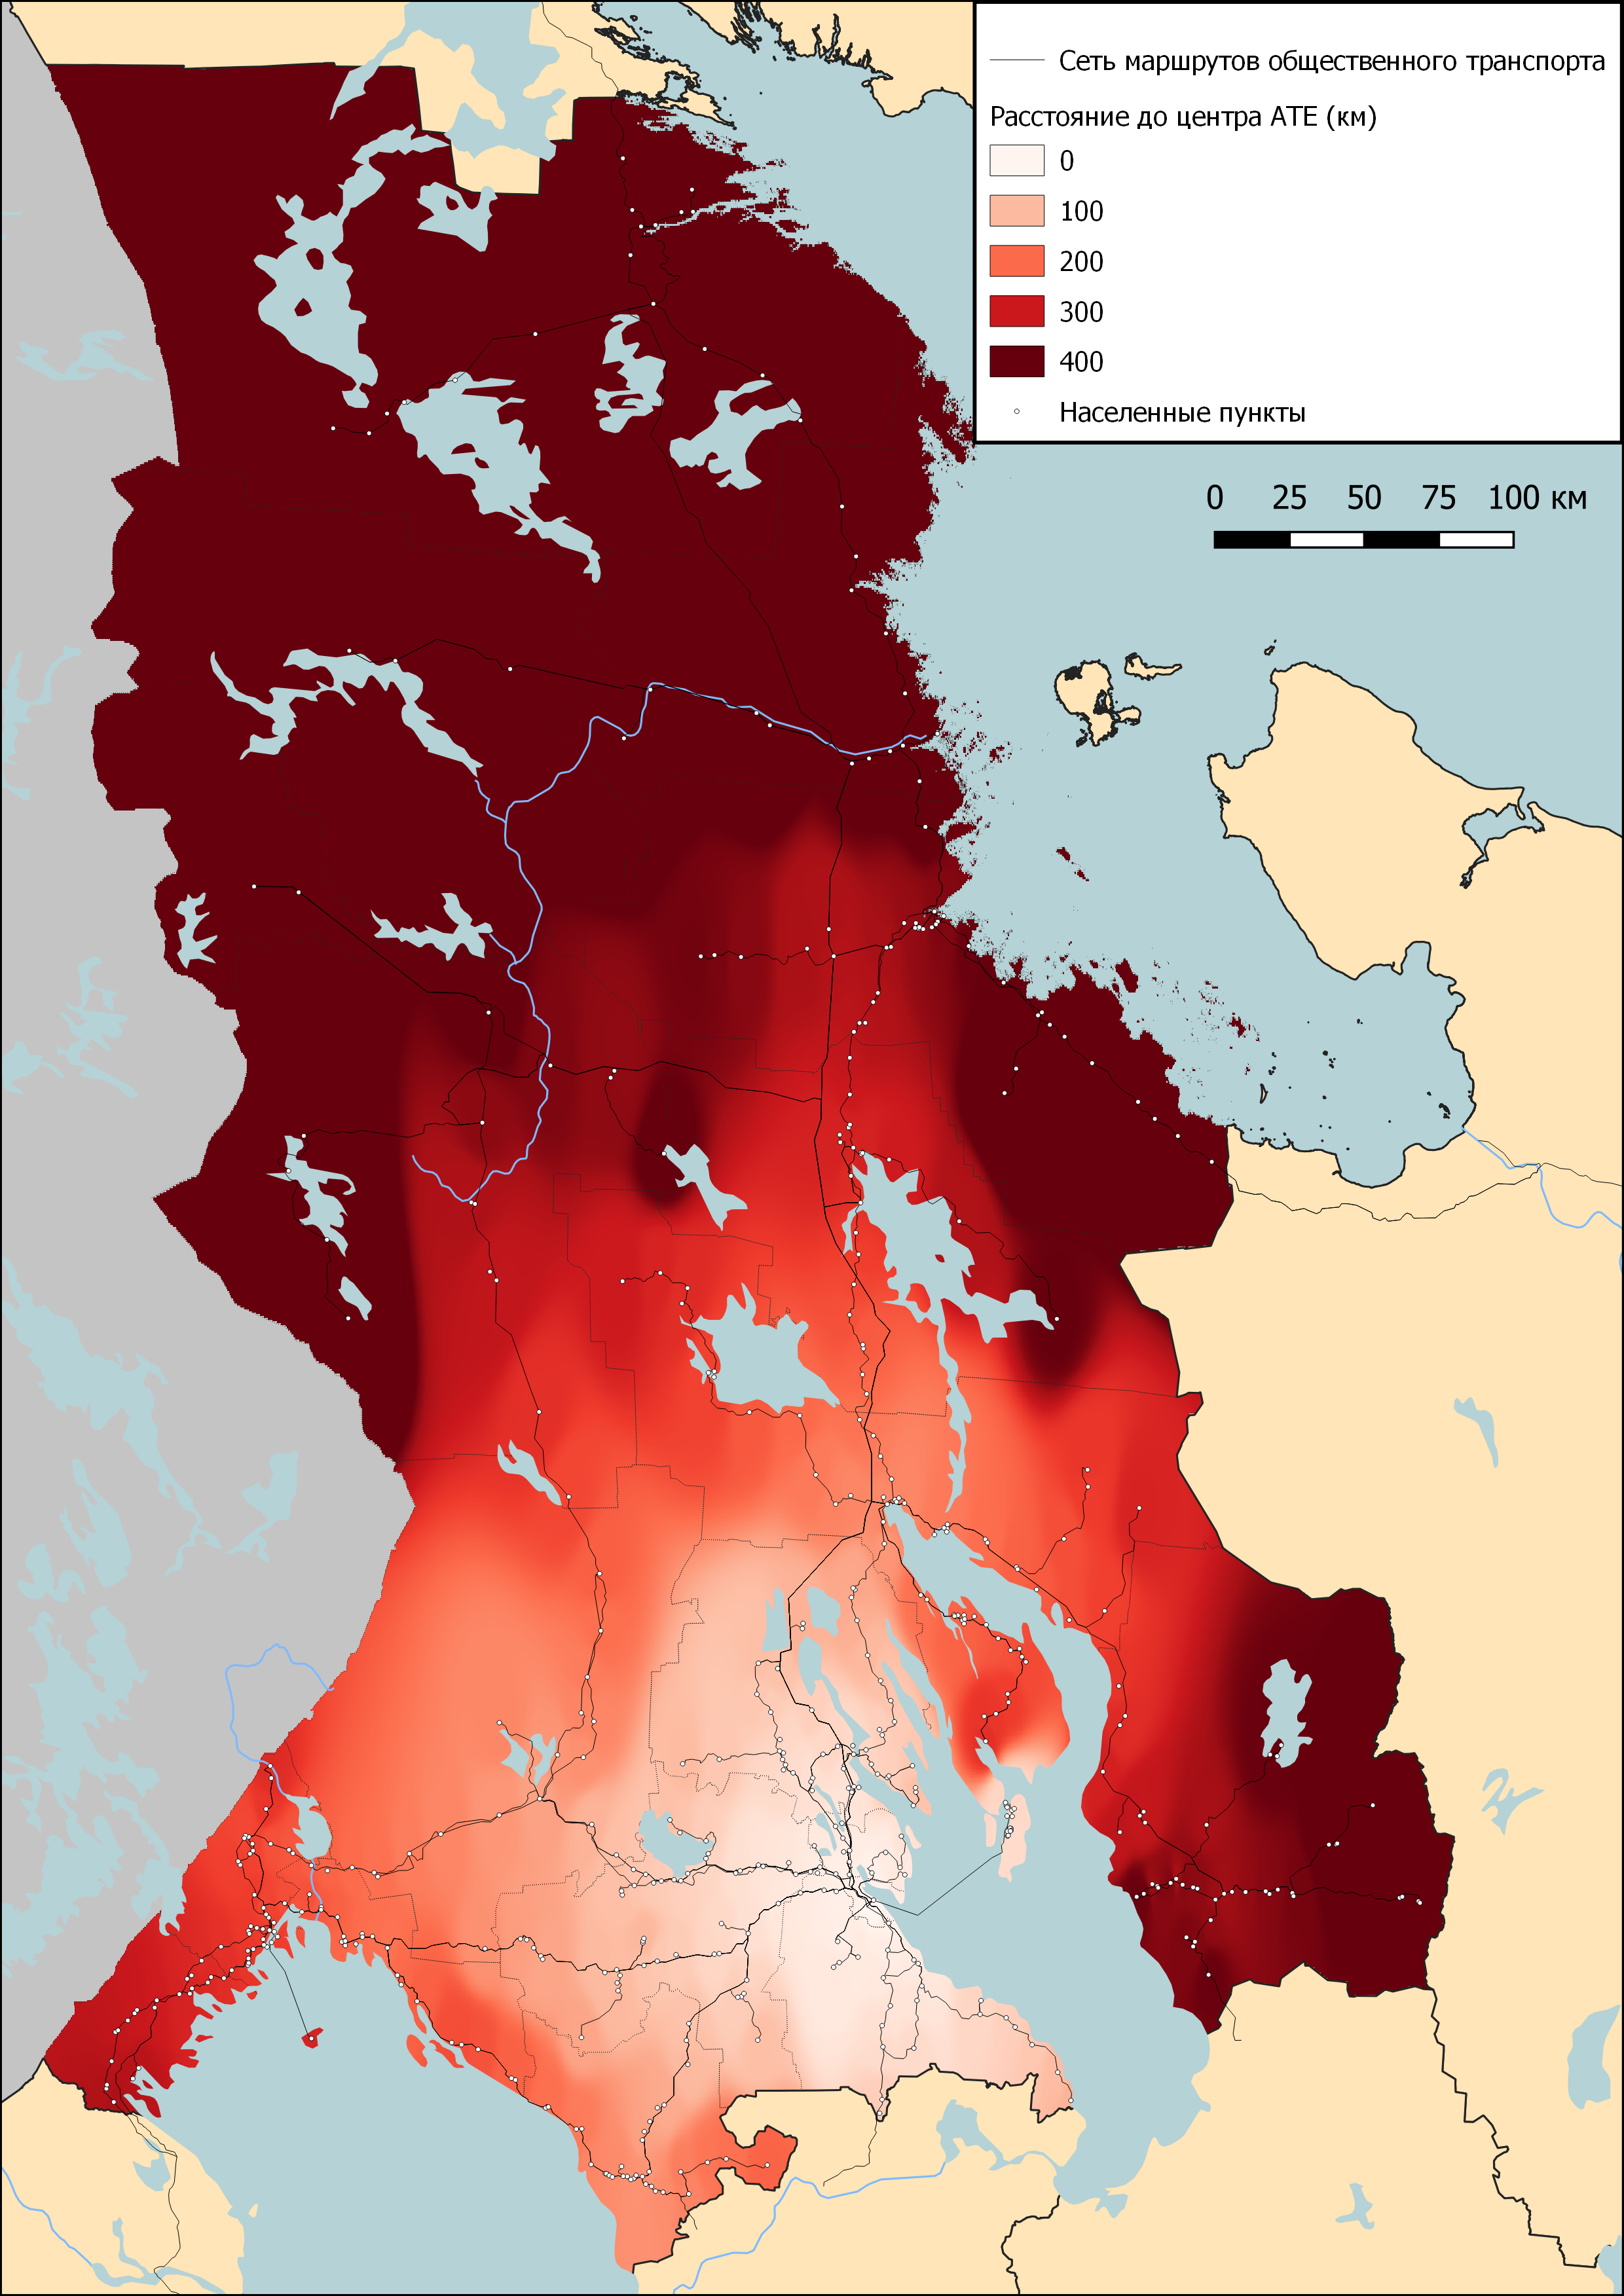 Сеть маршрутов общественного транспорта
Расстояние до центра АТЕ (км)
0
100
200
300
400
Населенные пункты
0 25 50 75 100 км